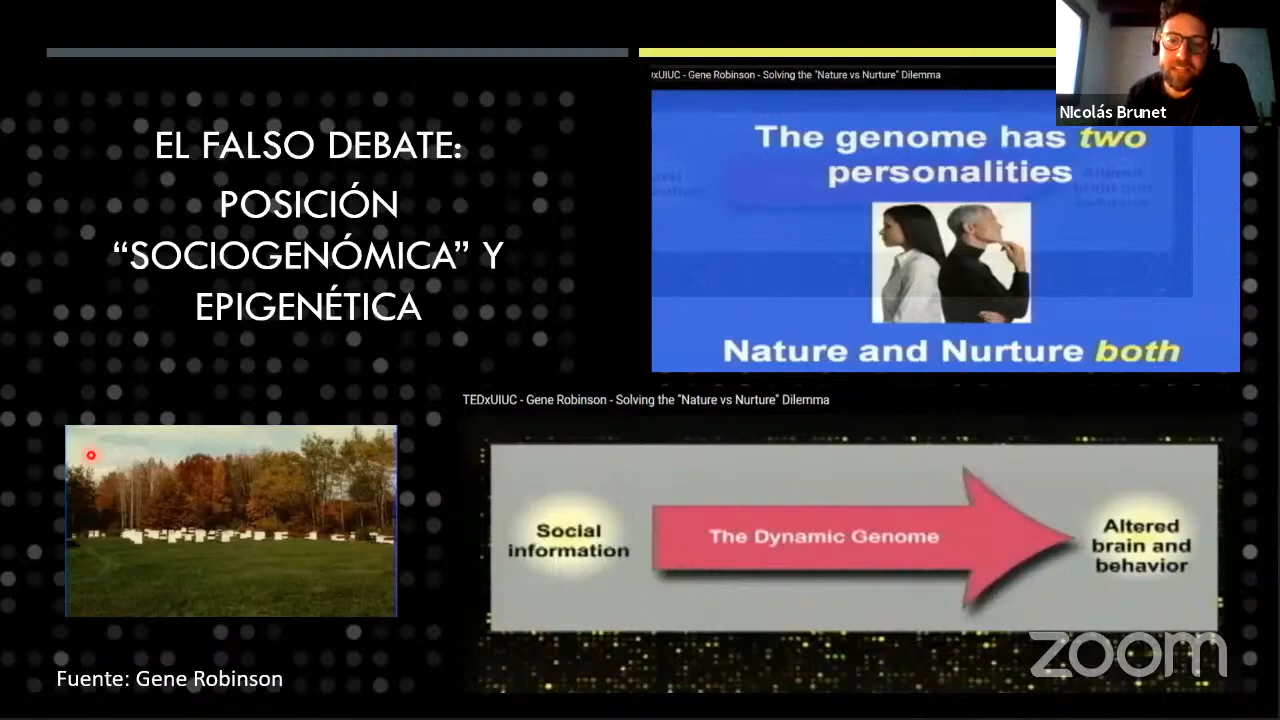 EL FALSO DEBATE:
POSICIÓN
“SOCIOGENÓMICA” Y
EPIGENÉTICA
xUIUC - Gene Robinson - Solving the "Nature vs Nurture" Dilemma
The genome has two
personalities
Nature and Nurture both
NIcolás Brunet
TEDxUIUC - Gene Robinson - Solving the "Nature vs Nurture" Dilemma
Social
information
The Dynamic Genome
Altered
brain and
behavior
Fuente: Gene Robinson
zoom